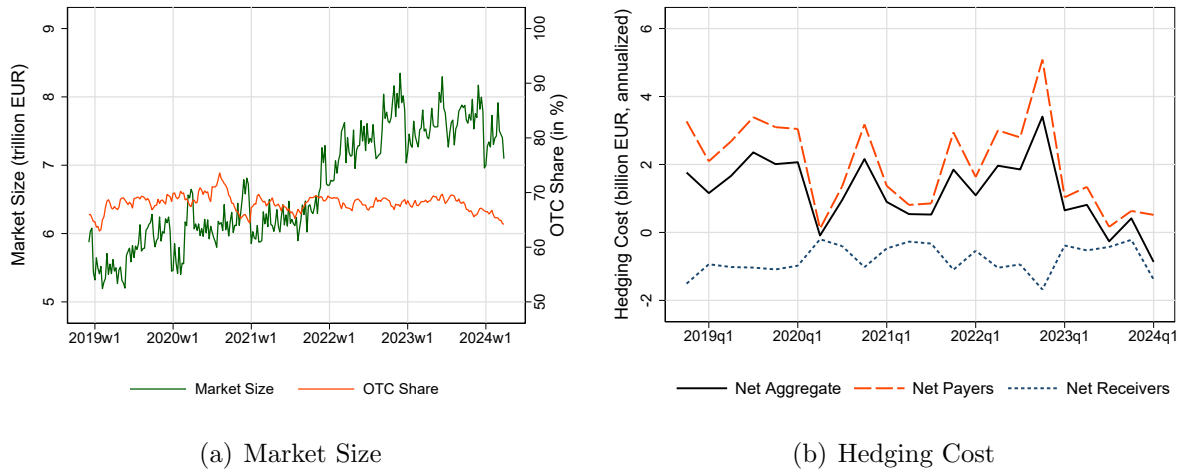 Market Size (trillion EUR)
9
8
7
6
5
100
90
80
70
60
50
OTC Share (in %)
2019w1 2020w1 2021w1 2022w1 2023w1 2024w1
Market Size OTC Share
(a) Market Size
Hedging Cost (billion EUR, annualized)
6
4
2
0
-2
2019q1 2020q1 2021q1 2022q1 2023q1 2024q1
Net Aggregate Net Payers Net Receivers
(b) Hedging Cost